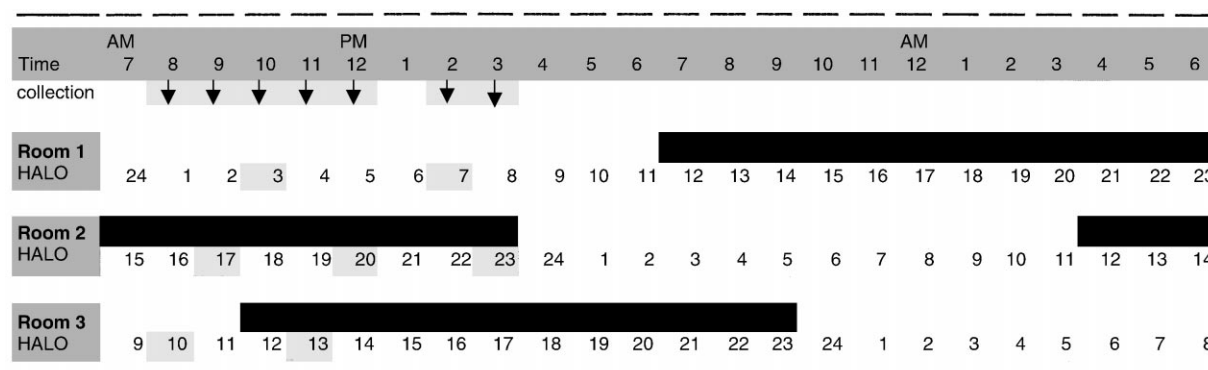 AM PM AM
Time 7 8 9 10 11 12 1 2 3 4 5 6 7 8 9 10 11 12 1 2 3 4 5 6
collection
Room 1
HALO 24 1 2 3 4 5 6 7 8 9 10 11 12 13 14 15 16 17 18 19 20 21 22 23
Room 2
HALO 15 16 17 18 19 20 21 22 23 24 1 2 3 4 5 6 7 8 9 10 11 12 13 14
Room 3
HALO 9 10 11 12 13 14 15 16 17 18 19 20 21 22 23 24 1 2 3 4 5 6 7 8